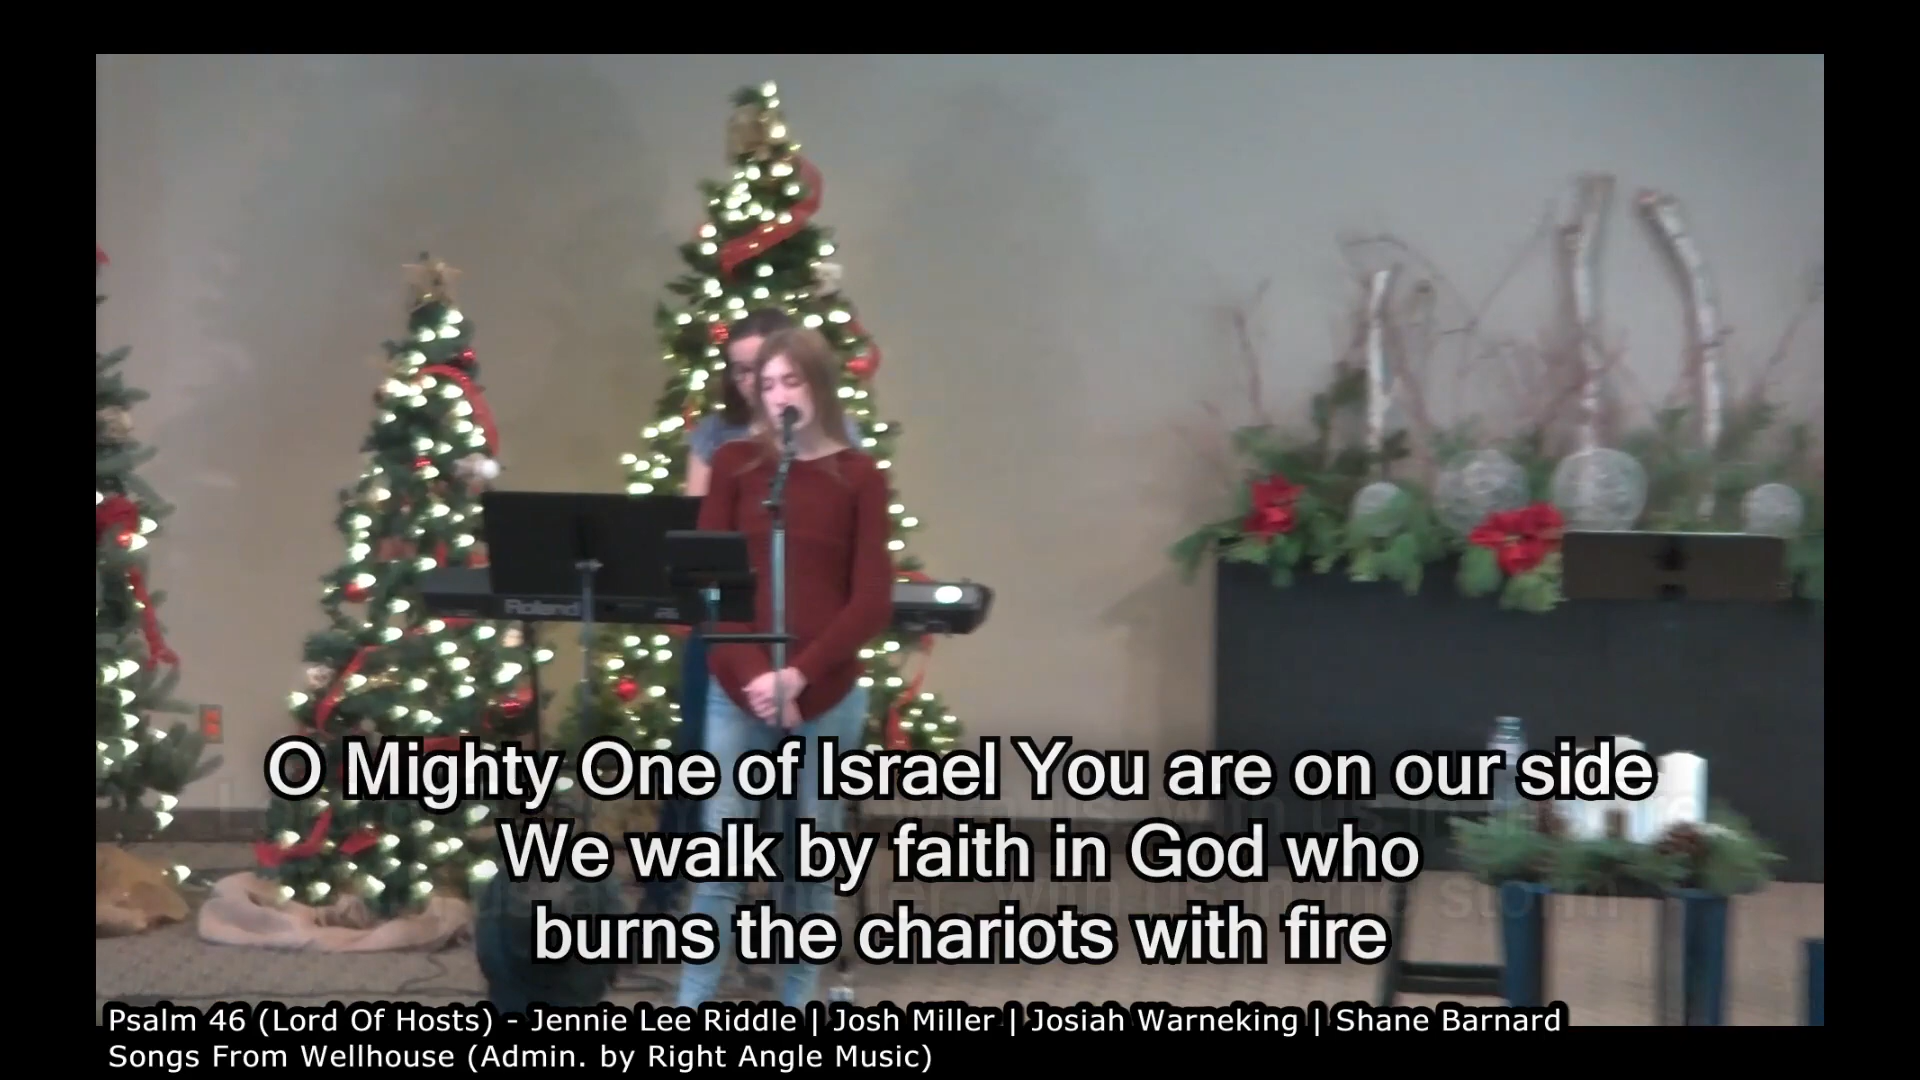 Roland
O Mighty One of Israel You are on our side
We walk by faith in God who
burns the chariots with fire
Psalm 46 (Lord Of Hosts) - Jennie Lee Riddle | Josh Miller | Josiah Warneking | Shane Barnard
Songs From Wellhouse (Admin. by Right Angle Music)